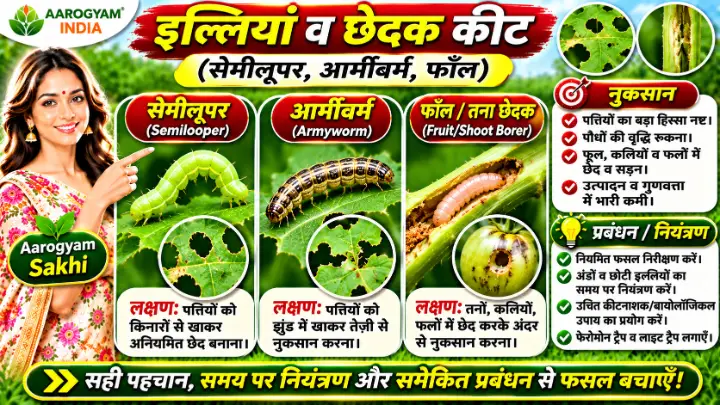 AAROGYAM®
INDIA
इल्लियां व छेदक कीट
(सेमीलूपर, आर्मीबर्म, फाँल)
सेमीलूपर
(Semilooper)
लक्षण: पत्तियों को
किनारों से खाकर
अनियमित छेद बनाना।
आर्मीवर्म
(Armyworm)
लक्षण: पत्तियों को
झुंड में खाकर तेज़ी से
नुकसान करना।
फाँल / तना छेदक
(Fruit/Shoot Borer)
लक्षण: तनों, कलियों,
फलों में छेद करके अंदर
से नुकसान करना।
नुकसान
पत्तियों का बड़ा हिस्सा नष्ट।
पौधों की वृद्धि रूकना।
फूल, कलियों व फलों में
छेद व सड़न।
उत्पादन व गुणवत्ता
में भारी कमी।
प्रबंधन / नियंत्रण
नियमित फसल निरीक्षण करें।
अंडों व छोटी इल्लियों का
समय पर नियंत्रण करें।
उचित कीटनाशक/बायोलॉजिकल
उपाय का प्रयोग करें।
फेरोमोन ट्रैप व लाइट ट्रैप लगाएँ।
Aarogyam
Sakhi
सही पहचान, समय पर नियंत्रण और समेकित प्रबंधन से फसल बचाएँ!